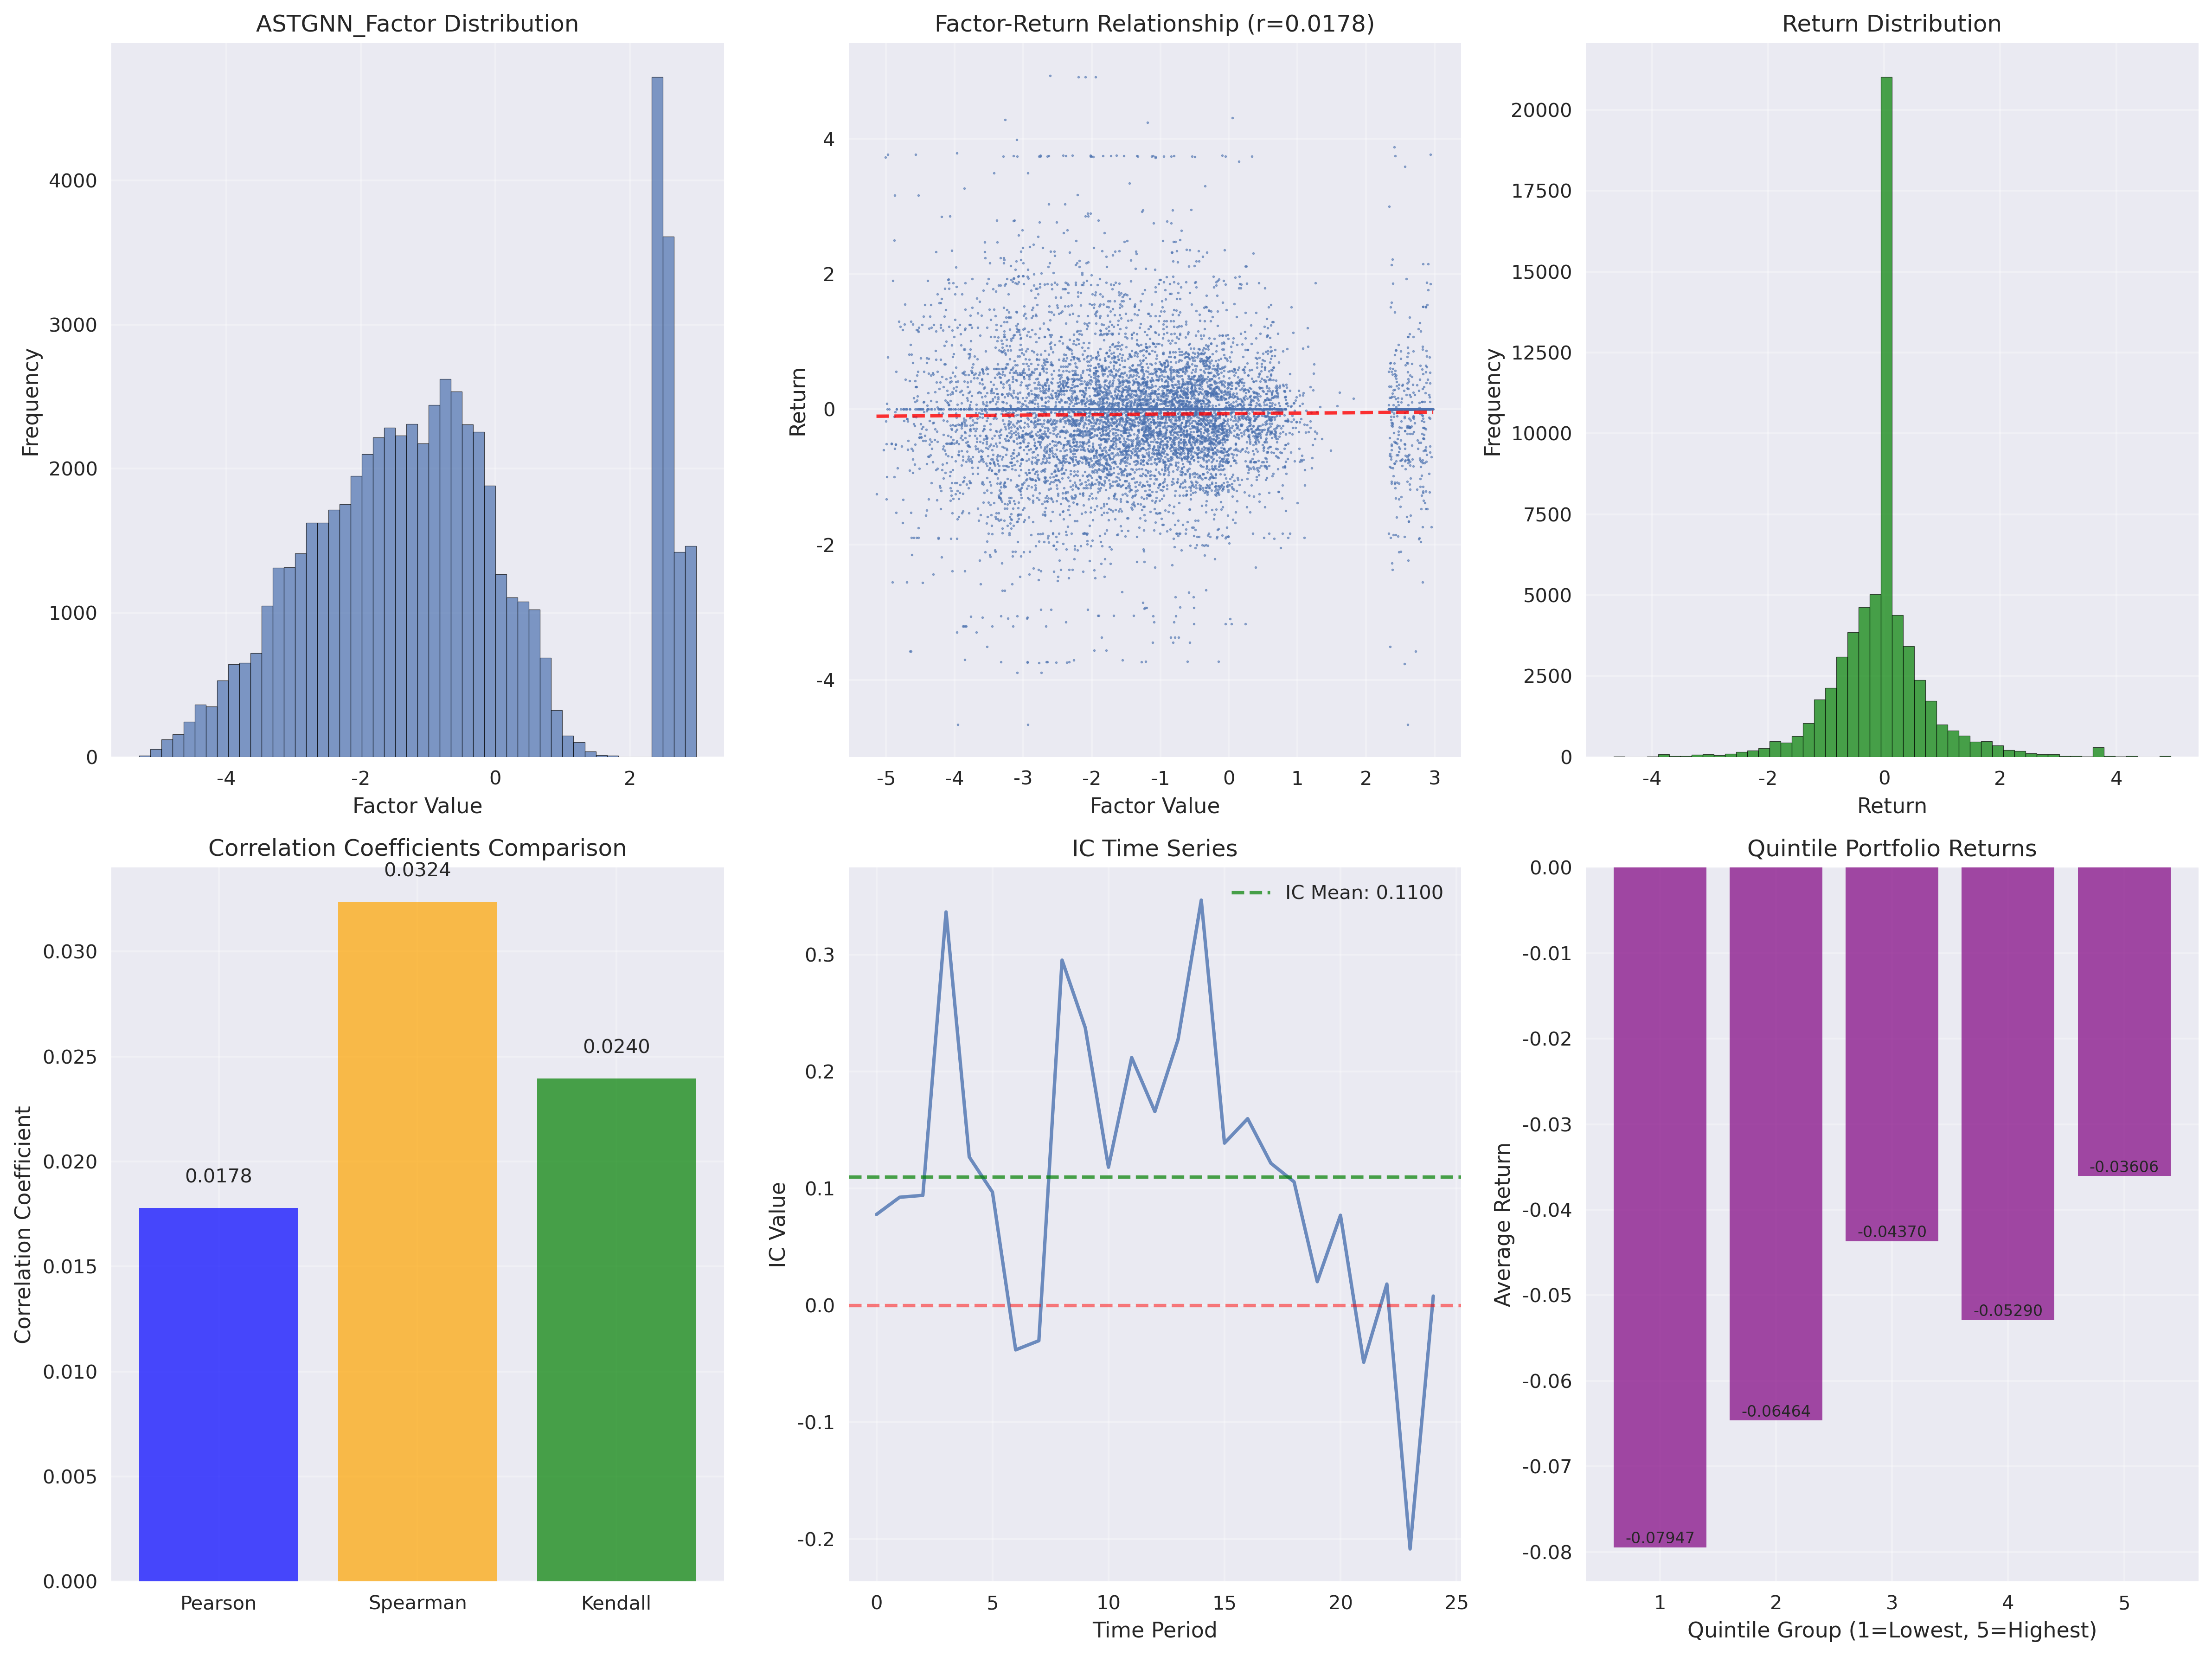 ASTGNN_Factor Distribution
Frequency
4000
3000
2000
1000
0
-4 -2 0 2
Factor Value
Factor-Return Relationship (r=0.0178)
Return
4
2
0
-2
-4
-5 -4 -3 -2 -1 0 1 2 3
Factor Value
Return Distribution
Frequency
20000
17500
15000
12500
10000
7500
5000
2500
0
-4 -2 0 2 4
Return
Correlation Coefficients Comparison
Correlation Coefficient
0.030
0.025
0.020
0.015
0.010
0.005
0.000
0.0178
0.0324
0.0240
Pearson Spearman Kendall
IC Time Series
IC Value
IC Mean: 0.1100
0.3
0.2
0.1
0.0
-0.1
-0.2
0 5 10 15 20 25
Time Period
Quintile Portfolio Returns
Average Return
0.00
-0.01
-0.02
-0.03
-0.04
-0.05
-0.06
-0.07
-0.08
-0.07947
-0.06464
-0.04370
-0.05290
-0.03606
1 2 3 4 5
Quintile Group (1=Lowest, 5=Highest)